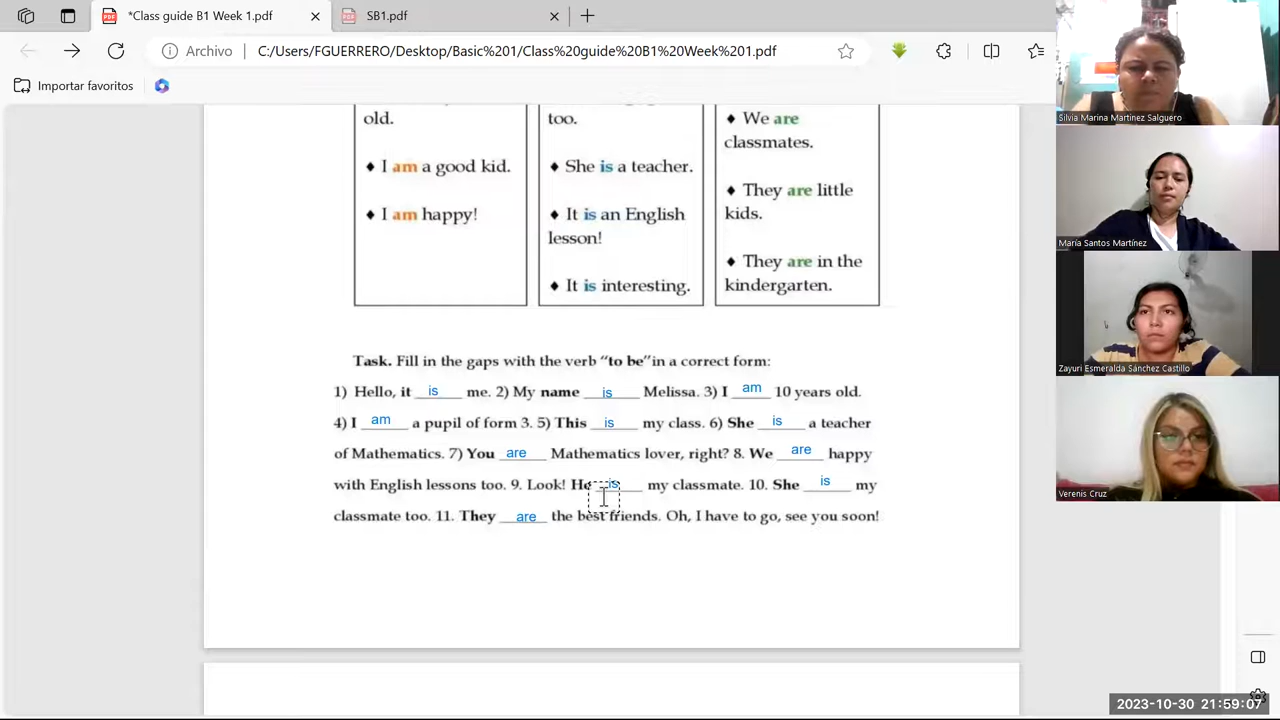 *Class guide B1 Week 1.pdf
SB1.pdf
Archivo
C:/Users/FGUERRERO/Desktop/Basic%201/Class%20guide%20B1%20Week%201.pdf
Importar favoritos
old.
♦ I am a good kid.
♦ I am happy!
too.
♦ She is a teacher.
♦ It is an English
lesson!
♦ It is interesting.
♦ We are
classmates.
♦ They are little
kids.
♦ They are in the
kindergarten.
Task. Fill in the gaps with the verb “to be”in a correct form:
1) Hello, it is me. 2) My name is Melissa. 3) I am 10 years old.
4) I am a pupil of form 3. 5) This is my class. 6) She is a teacher
of Mathematics. 7) You are Mathematics lover, right? 8. We are happy
with English lessons too. 9. Look! He is my classmate. 10. She is my
classmate too. 11. They are the best friends. Oh, I have to go, see you soon!
Silvia Marina Martinez Salguero
María Santos Martínez
Zayuri Esmeralda Sánchez Castillo
Verenis Cruz
2023-10-30 21:59:07